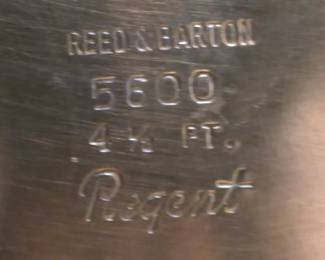 REED & BARTON
5600
4 ½ PT.
Regent